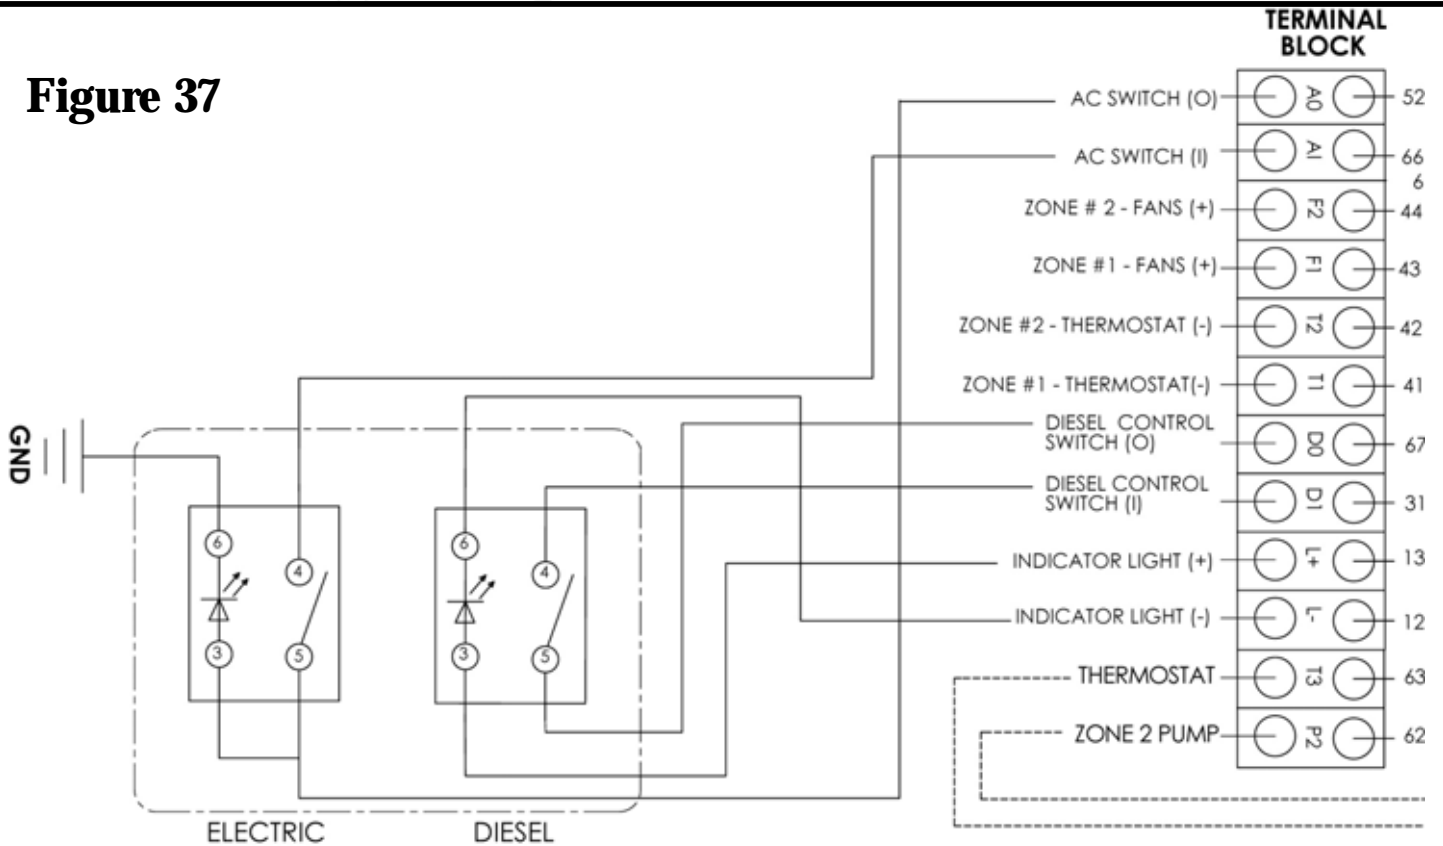 TERMINAL
BLOCK
Figure 37
AC SWITCH (O) A0 52
AC SWITCH (I) A1 66
6
ZONE # 2 - FANS (+) F2 44
ZONE #1 - FANS (+) F1 43
ZONE #2 - THERMOSTAT (-) T2 42
ZONE #1 - THERMOSTAT(-) T1 41
DIESEL CONTROL
SWITCH (O) D0 67
DIESEL CONTROL
SWITCH (I) D1 31
INDICATOR LIGHT (+) L+ 13
INDICATOR LIGHT (-) L- 12
THERMOSTAT T3 63
ZONE 2 PUMP P2 62
GND
6 4 3 5
6 4 3 5
ELECTRIC DIESEL